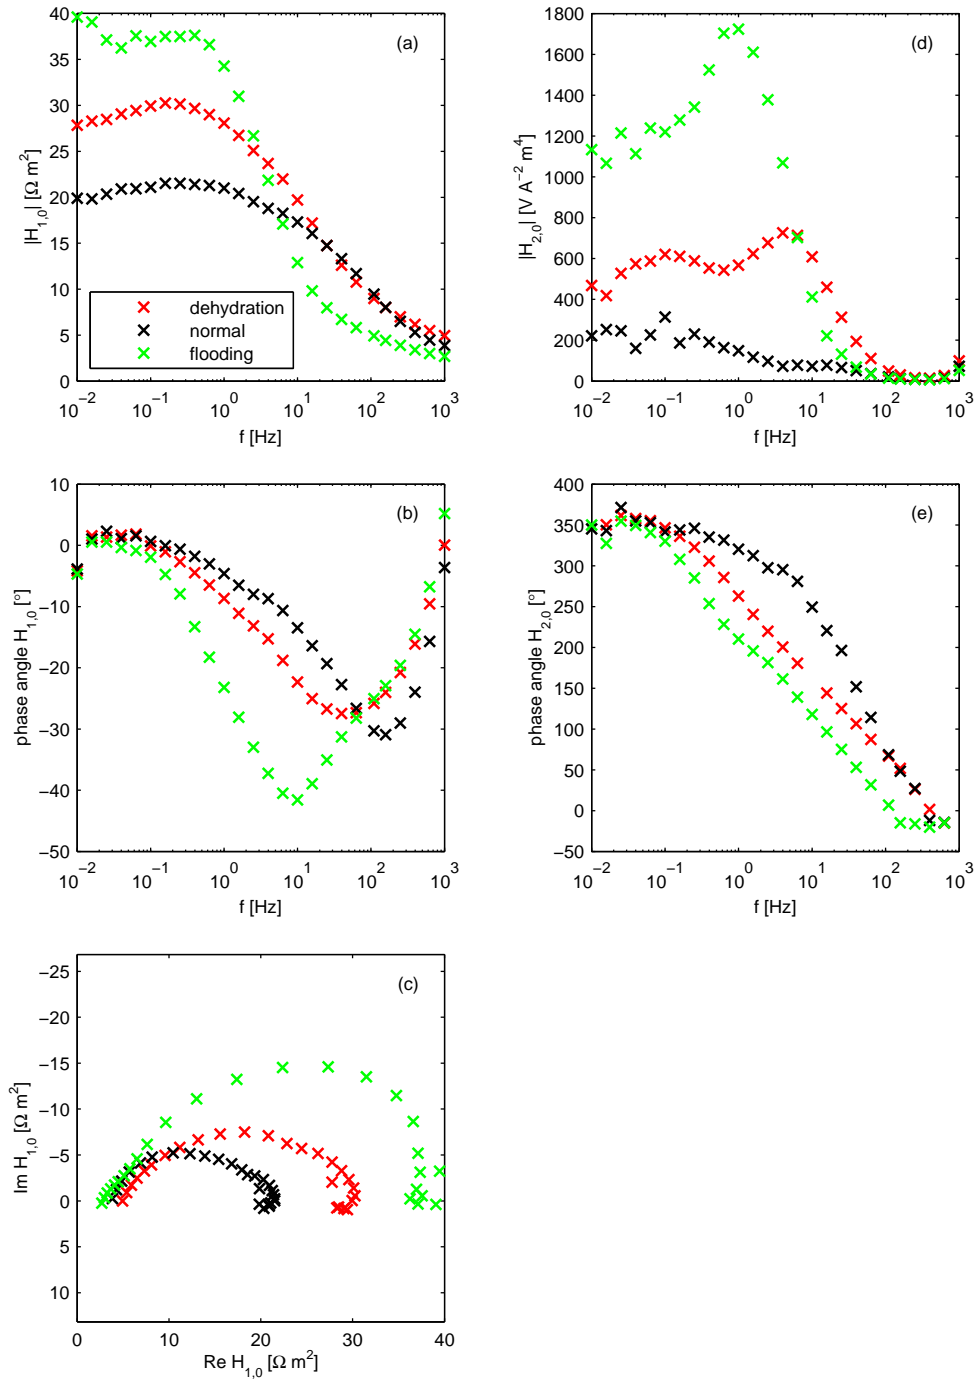 40
35
30
25
20
15
10
5
0
|H1,0| [Ω m²]
(a)
dehydration
normal
flooding
10⁻² 10⁻¹ 10⁰ 10¹ 10² 10³
f [Hz]
1800
1600
1400
1200
1000
800
600
400
200
0
|H2,0| [V A⁻² m⁴]
(d)
10⁻² 10⁻¹ 10⁰ 10¹ 10² 10³
f [Hz]
10
0
−10
−20
−30
−40
−50
phase angle H1,0 [°]
(b)
10⁻² 10⁻¹ 10⁰ 10¹ 10² 10³
f [Hz]
400
350
300
250
200
150
100
50
0
−50
phase angle H2,0 [°]
(e)
10⁻² 10⁻¹ 10⁰ 10¹ 10² 10³
f [Hz]
−25
−20
−15
−10
−5
0
5
10
Im H1,0 [Ω m²]
(c)
0 10 20 30 40
Re H1,0 [Ω m²]